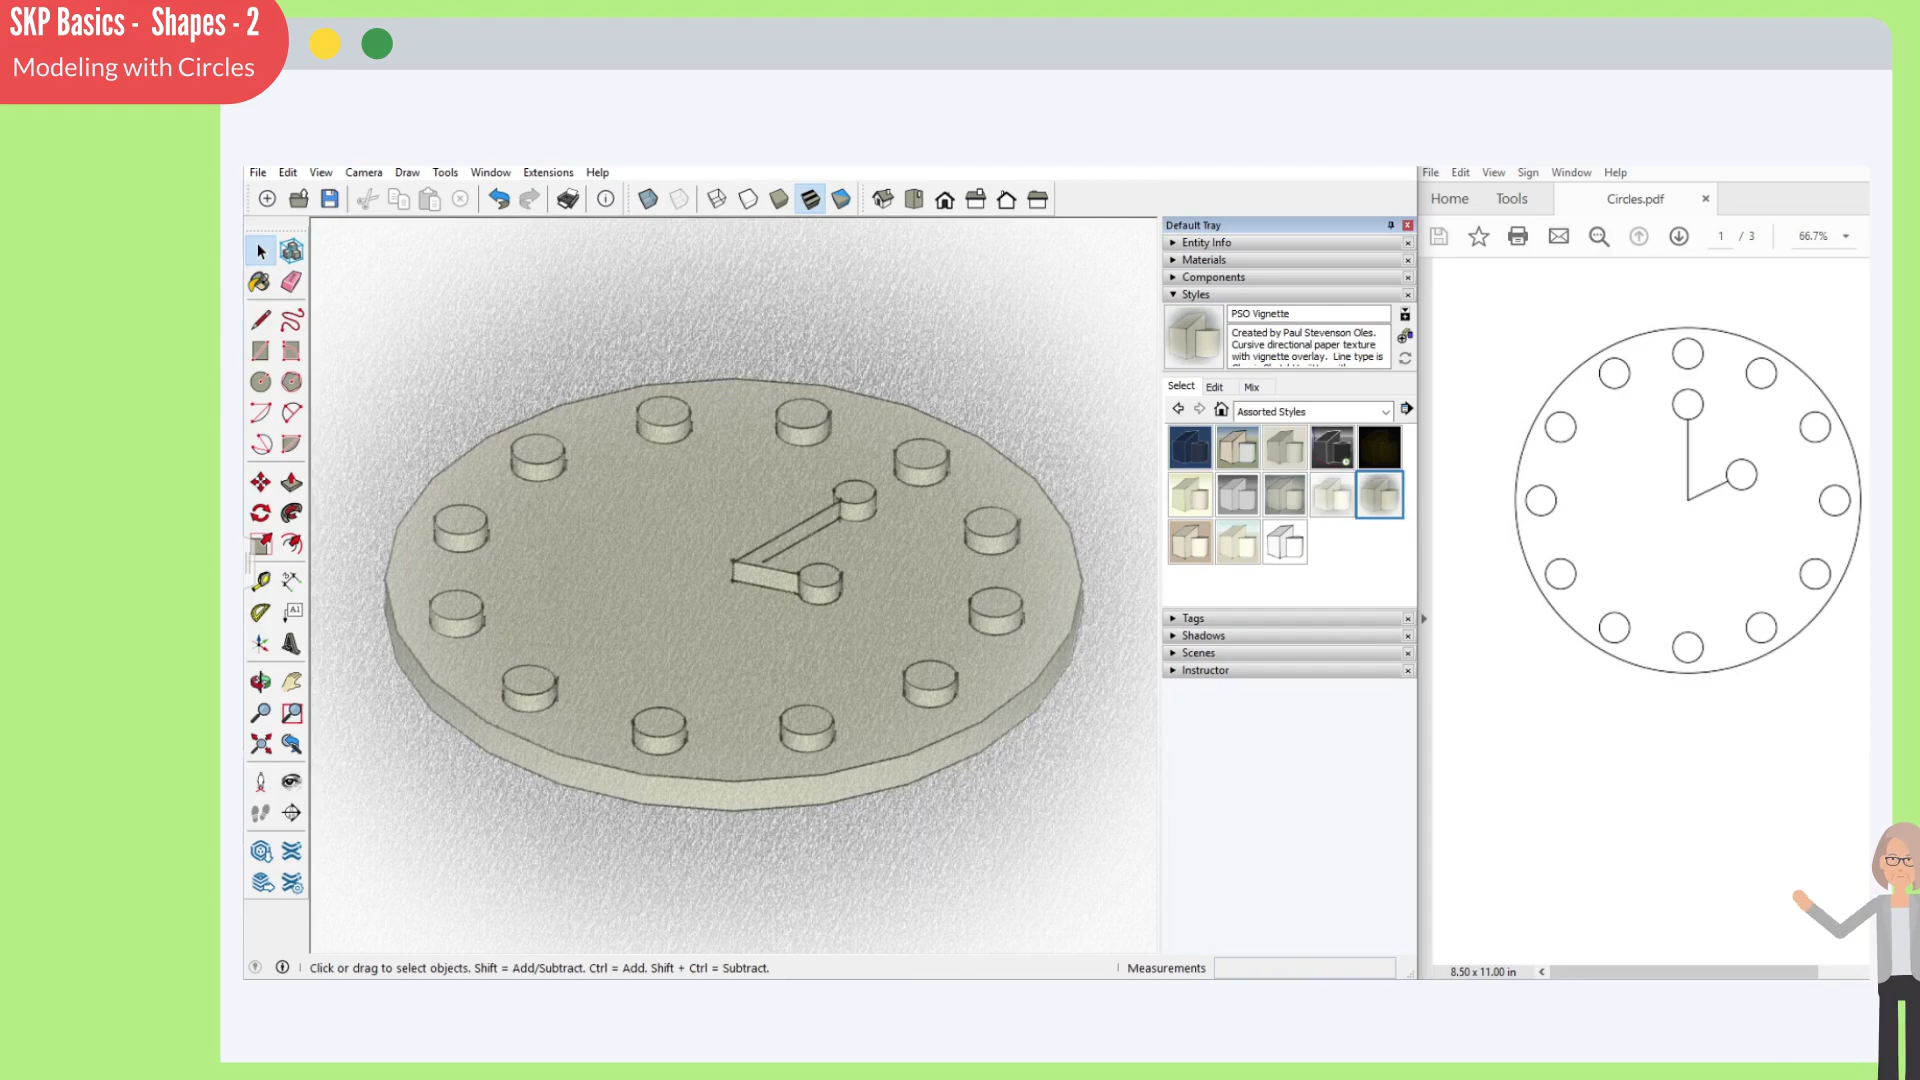 SKP Basics - Shapes - 2
Modeling with Circles
File Edit View Camera Draw Tools Window Extensions Help
File Edit View Sign Window Help
Home Tools Circles.pdf
1 / 3 66.7%
Default Tray
Entity Info
Materials
Components
Styles
PSO Vignette
Created by Paul Stevenson Oles.
Cursive directional paper texture
with vignette overlay. Line type is
Select Edit Mix
Assorted Styles
Tags
Shadows
Scenes
Instructor
A1
Click or drag to select objects. Shift = Add/Subtract. Ctrl = Add. Shift + Ctrl = Subtract.
Measurements
8.50 x 11.00 in